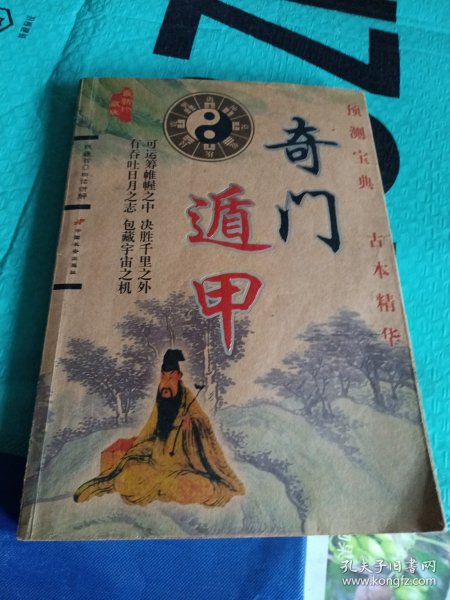 奇门
遁甲
预测宝典 古本精华
可运筹帷幄之中 决胜千里之外
有吞吐日月之志 包藏宇宙之机
孔夫子旧书网
www.kongfz.com